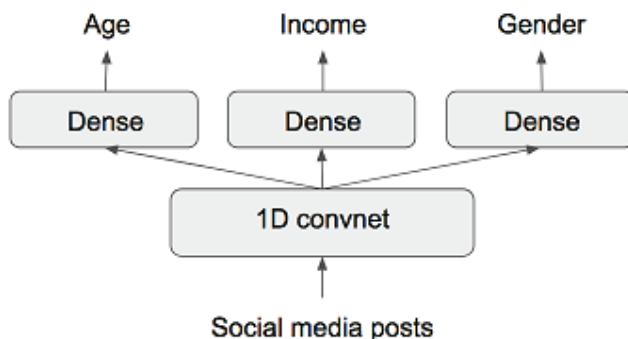 Age Income Gender
Dense Dense Dense
1D convnet
Social media posts